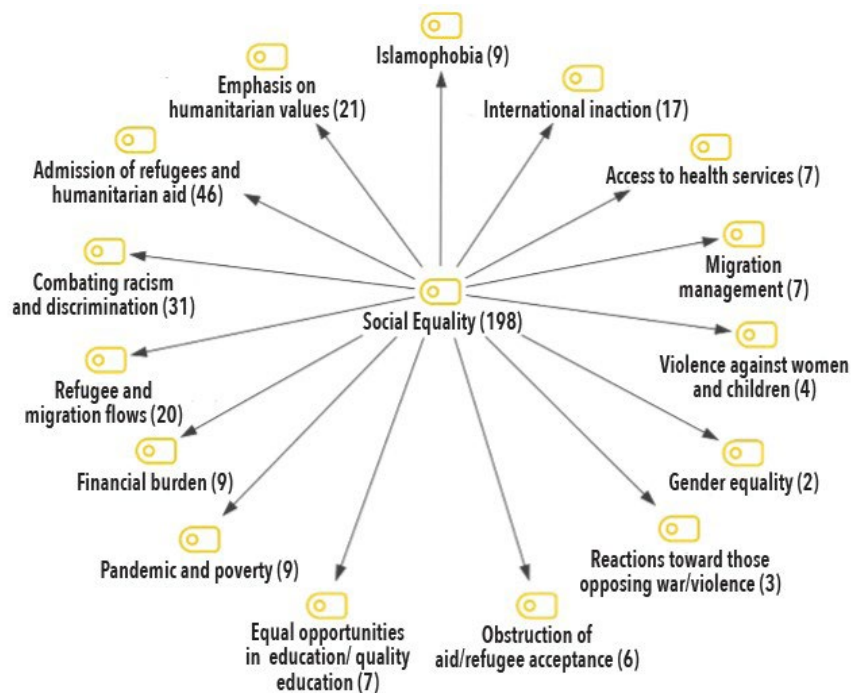 Islamophobia (9)
Emphasis on
humanitarian values (21)
International inaction (17)
Admission of refugees and
humanitarian aid (46)
Access to health services (7)
Combating racism
and discrimination (31)
Migration
management (7)
Social Equality (198)
Refugee and
migration flows (20)
Violence against women
and children (4)
Financial burden (9)
Gender equality (2)
Pandemic and poverty (9)
Reactions toward those
opposing war/violence (3)
Equal opportunities
in education/ quality
education (7)
Obstruction of
aid/refugee acceptance (6)